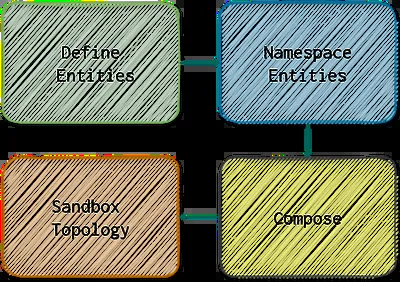 Define
Entities
Namespace
Entities
Sandbox
Topology
Compose